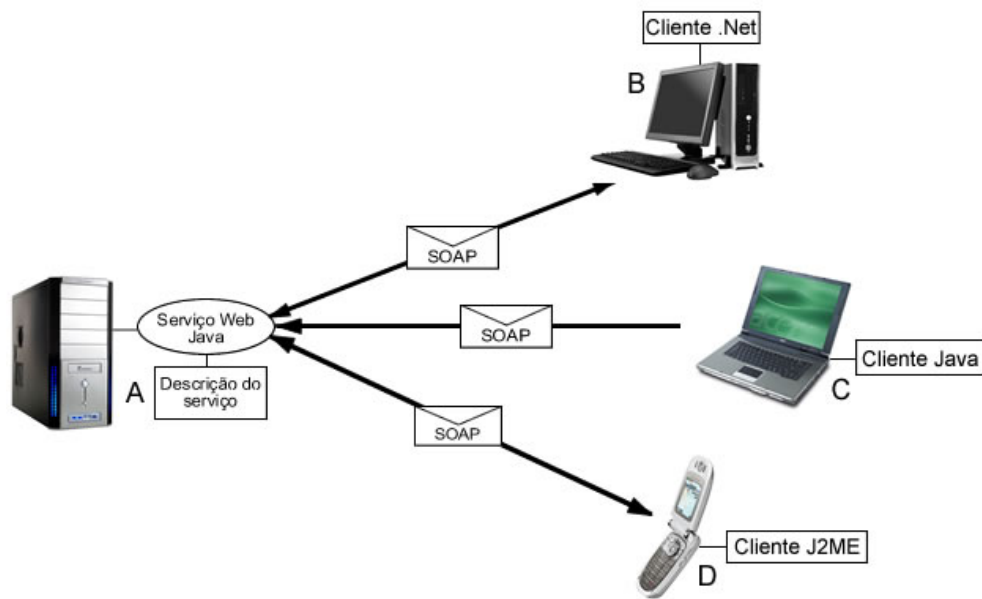 Cliente .Net
B
SOAP
Serviço Web
Java
SOAP
Cliente Java
A
Descrição do
serviço
C
SOAP
Cliente J2ME
D